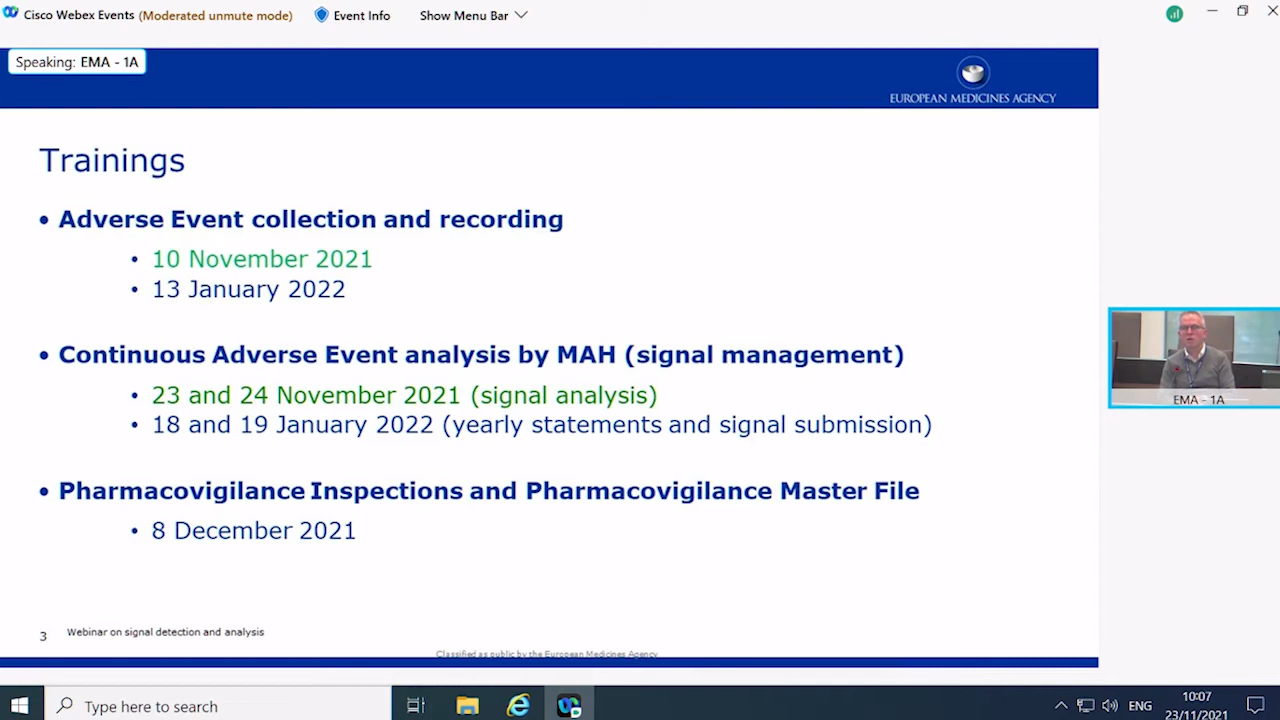 Cisco Webex Events (Moderated unmute mode) Event Info Show Menu Bar
Speaking: EMA - 1A
EUROPEAN MEDICINES AGENCY
Trainings
• Adverse Event collection and recording
• 10 November 2021
• 13 January 2022
• Continuous Adverse Event analysis by MAH (signal management)
• 23 and 24 November 2021 (signal analysis)
• 18 and 19 January 2022 (yearly statements and signal submission)
EMA - 1A
• Pharmacovigilance Inspections and Pharmacovigilance Master File
• 8 December 2021
3 Webinar on signal detection and analysis
Classified as public by the European Medicines Agency
Type here to search
ENG
10:07
23/11/2021